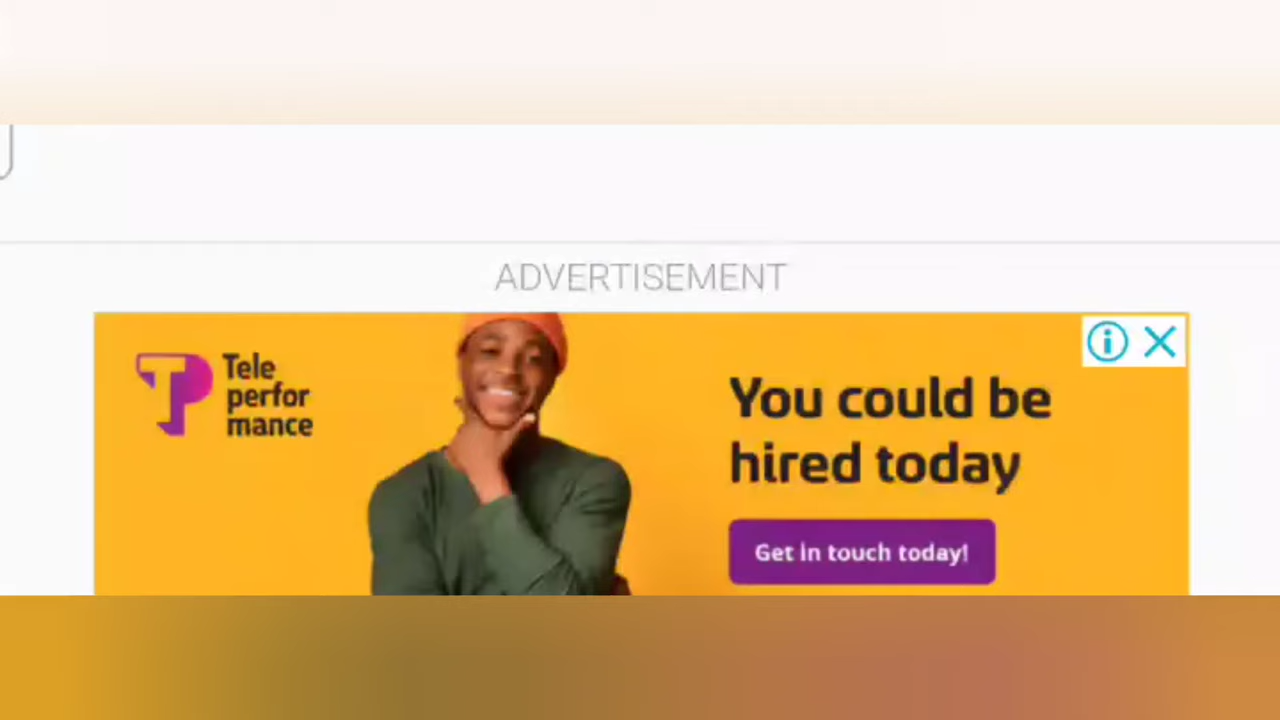 ADVERTISEMENT
Tele
perfor
mance
You could be
hired today
Get in touch today!